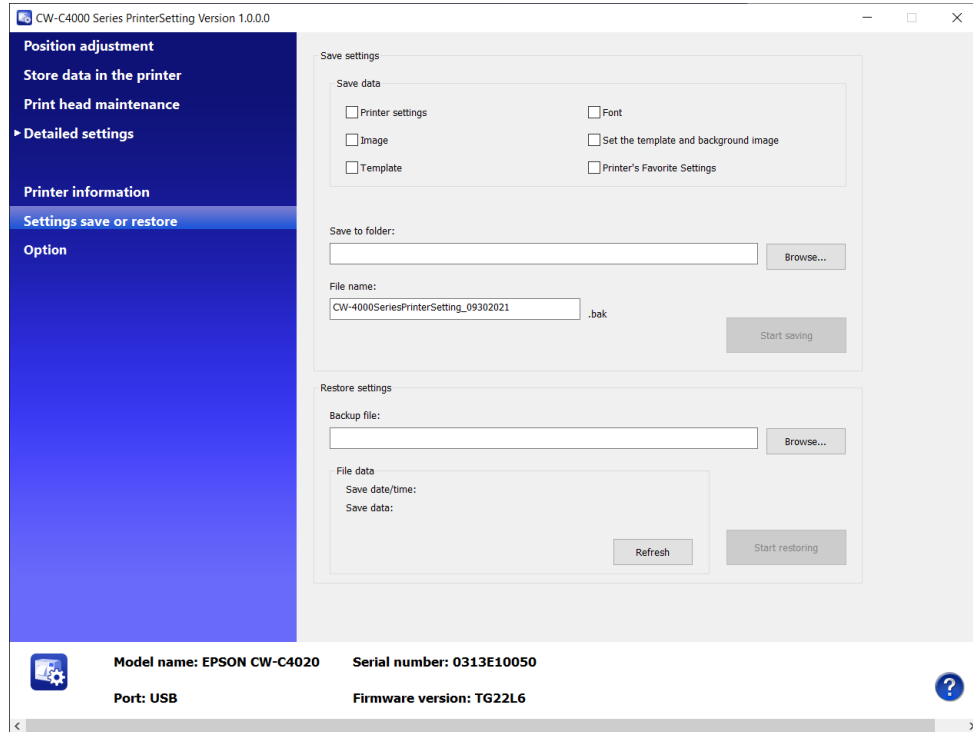 CW-C4000 Series PrinterSetting Version 1.0.0.0
Position adjustment
Store data in the printer
Print head maintenance
Detailed settings
Printer information
Settings save or restore
Option
Save settings
Save data
Printer settings
Font
Image
Set the template and background image
Template
Printer's Favorite Settings
Save to folder:
Browse...
File name:
CW-4000SeriesPrinterSetting_09302021
.bak
Start saving
Restore settings
Backup file:
Browse...
File data
Save date/time:
Save data:
Refresh
Start restoring
Model name: EPSON CW-C4020
Serial number: 0313E10050
Port: USB
Firmware version: TG22L6
?